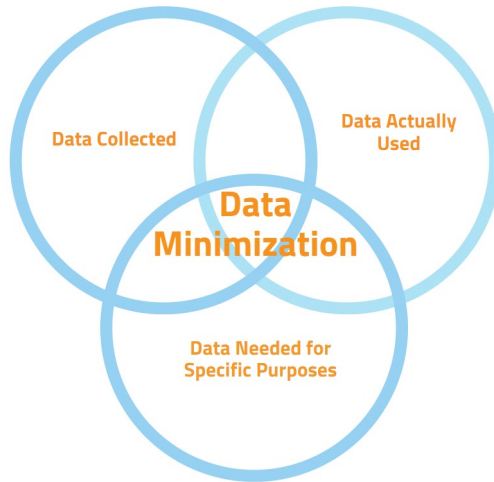 Data Collected
Data Actually
Used
Data
Minimization
Data Needed for
Specific Purposes